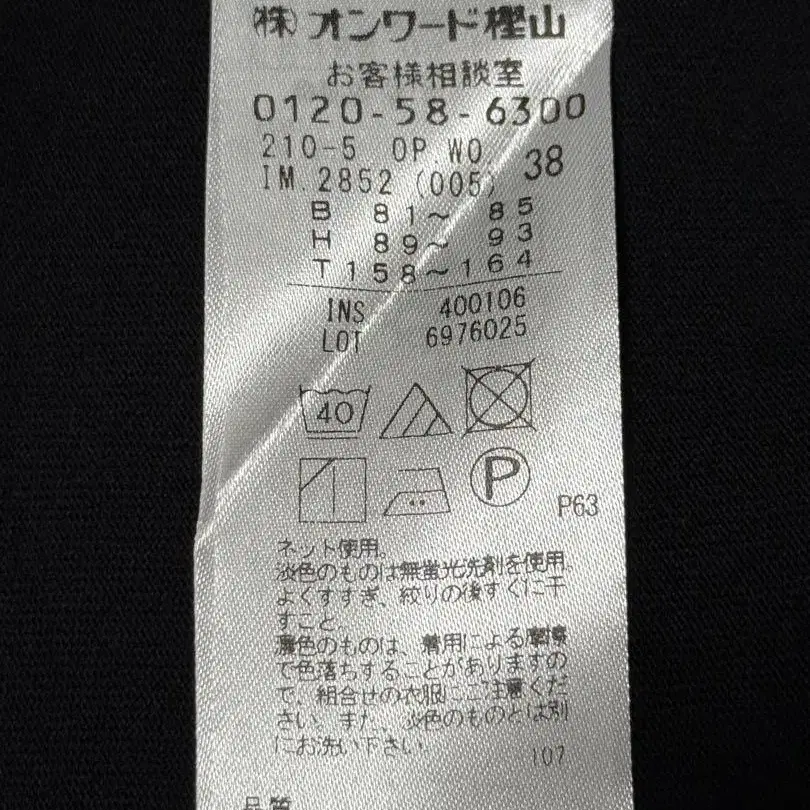 ㈱オンワード樫山
お客様相談室
0120-58-6300
210-5 OP.WO 38
IM.2852 (005)
B 81～ 85
H 89～ 93
T158～164
INS 400106
LOT 6976025
40
P
P63
ネット使用。
淡色のものは無蛍光洗剤を使用。
よくすすぎ、絞りの後すぐに干
すこと。
濃色のものは、着用による摩擦
で色落ちすることがありますの
で、組合せの衣服にご注意くだ
さい。また、淡色のものとは別
にお洗い下さい
107
品質